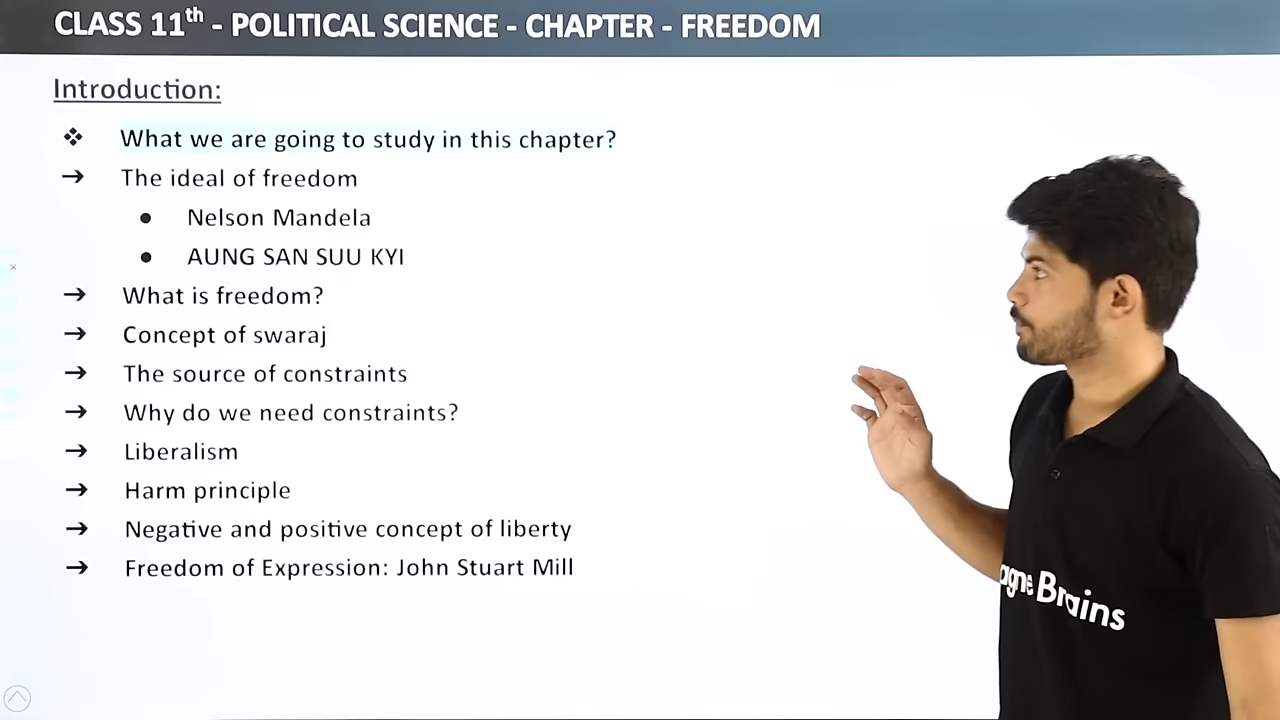 CLASS 11th - POLITICAL SCIENCE - CHAPTER - FREEDOM
Introduction:
❖ What we are going to study in this chapter?
→ The ideal of freedom
● Nelson Mandela
● AUNG SAN SUU KYI
→ What is freedom?
→ Concept of swaraj
→ The source of constraints
→ Why do we need constraints?
→ Liberalism
→ Harm principle
→ Negative and positive concept of liberty
→ Freedom of Expression: John Stuart Mill
agne Brains